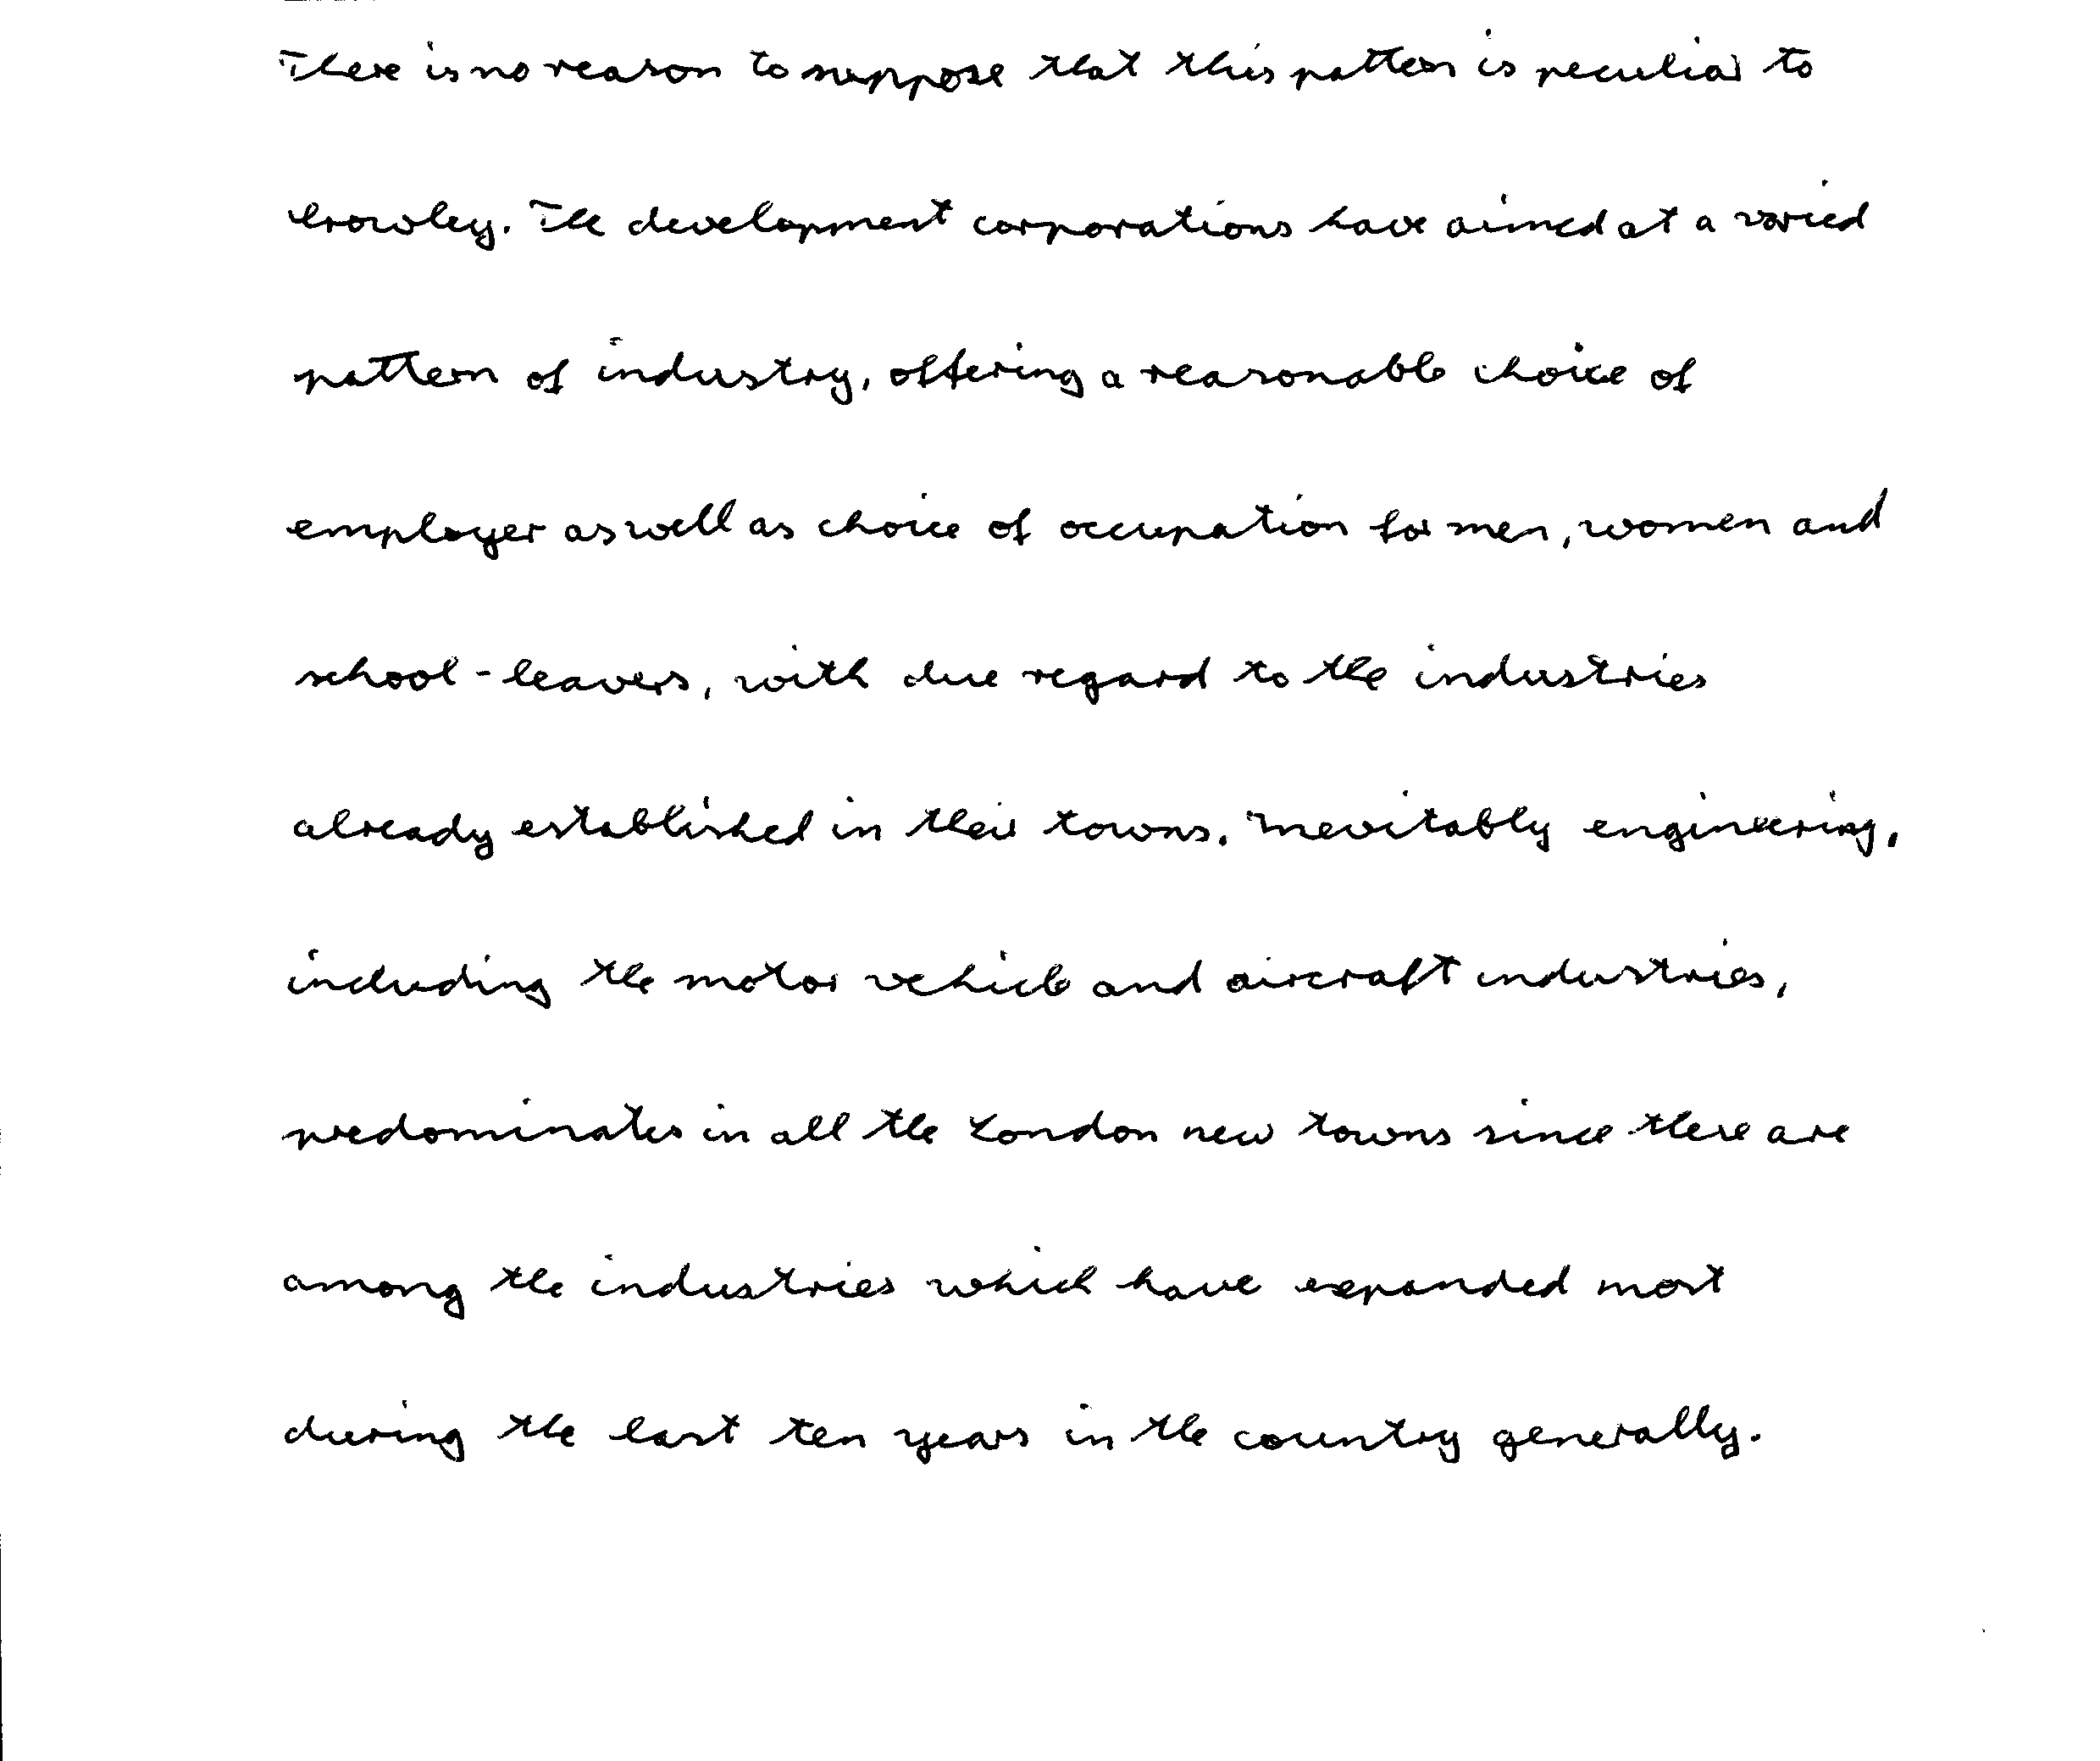 There is no reason to suppose that this pattern is peculiar to
Crawley. The development corporations have aimed at a varied
pattern of industry, offering a reasonable choice of
employer as well as choice of occupation for men, women and
school-leavers, with due regard to the industries
already established in their towns. Inevitably engineering,
including the motor vehicle and aircraft industries,
predominates in all the London new towns since these are
among the industries which have expanded most
during the last ten years in the country generally.